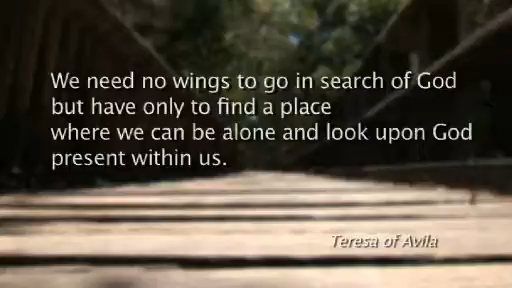 We need no wings to go in search of God
but have only to find a place
where we can be alone and look upon God
present within us.
Teresa of Avila